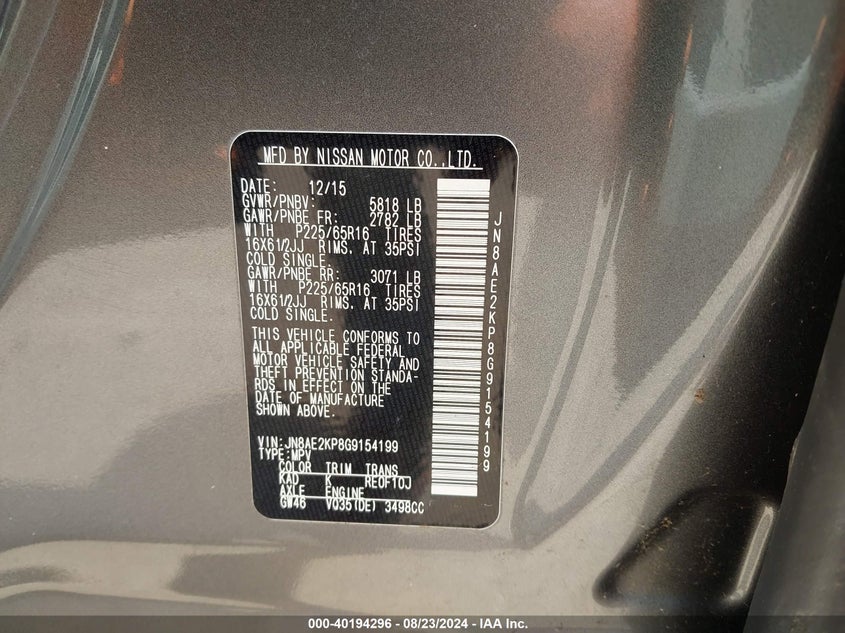 MFD BY NISSAN MOTOR CO.,LTD.
DATE: 12/15
GVWR/PNBV: 5818 LB
GAWR/PNBE FR: 2782 LB
WITH P225/65R16 TIRES
16X61/2JJ RIMS, AT 35PSI
COLD SINGLE.
GAWR/PNBE RR: 3071 LB
WITH P225/65R16 TIRES
16X61/2JJ RIMS, AT 35PSI
COLD SINGLE.
THIS VEHICLE CONFORMS TO
ALL APPLICABLE FEDERAL
MOTOR VEHICLE SAFETY AND
THEFT PREVENTION STANDA-
RDS IN EFFECT ON THE
DATE OF MANUFACTURE
SHOWN ABOVE.
VIN:JN8AE2KP8G9154199
TYPE:MPV
COLOR TRIM TRANS
KAD K RE0F10J
AXLE ENGINE
GW46 VQ35(DE) 3498CC
JN8AE2KP8G9154199
000-40194296 - 08/23/2024 - IAA Inc.